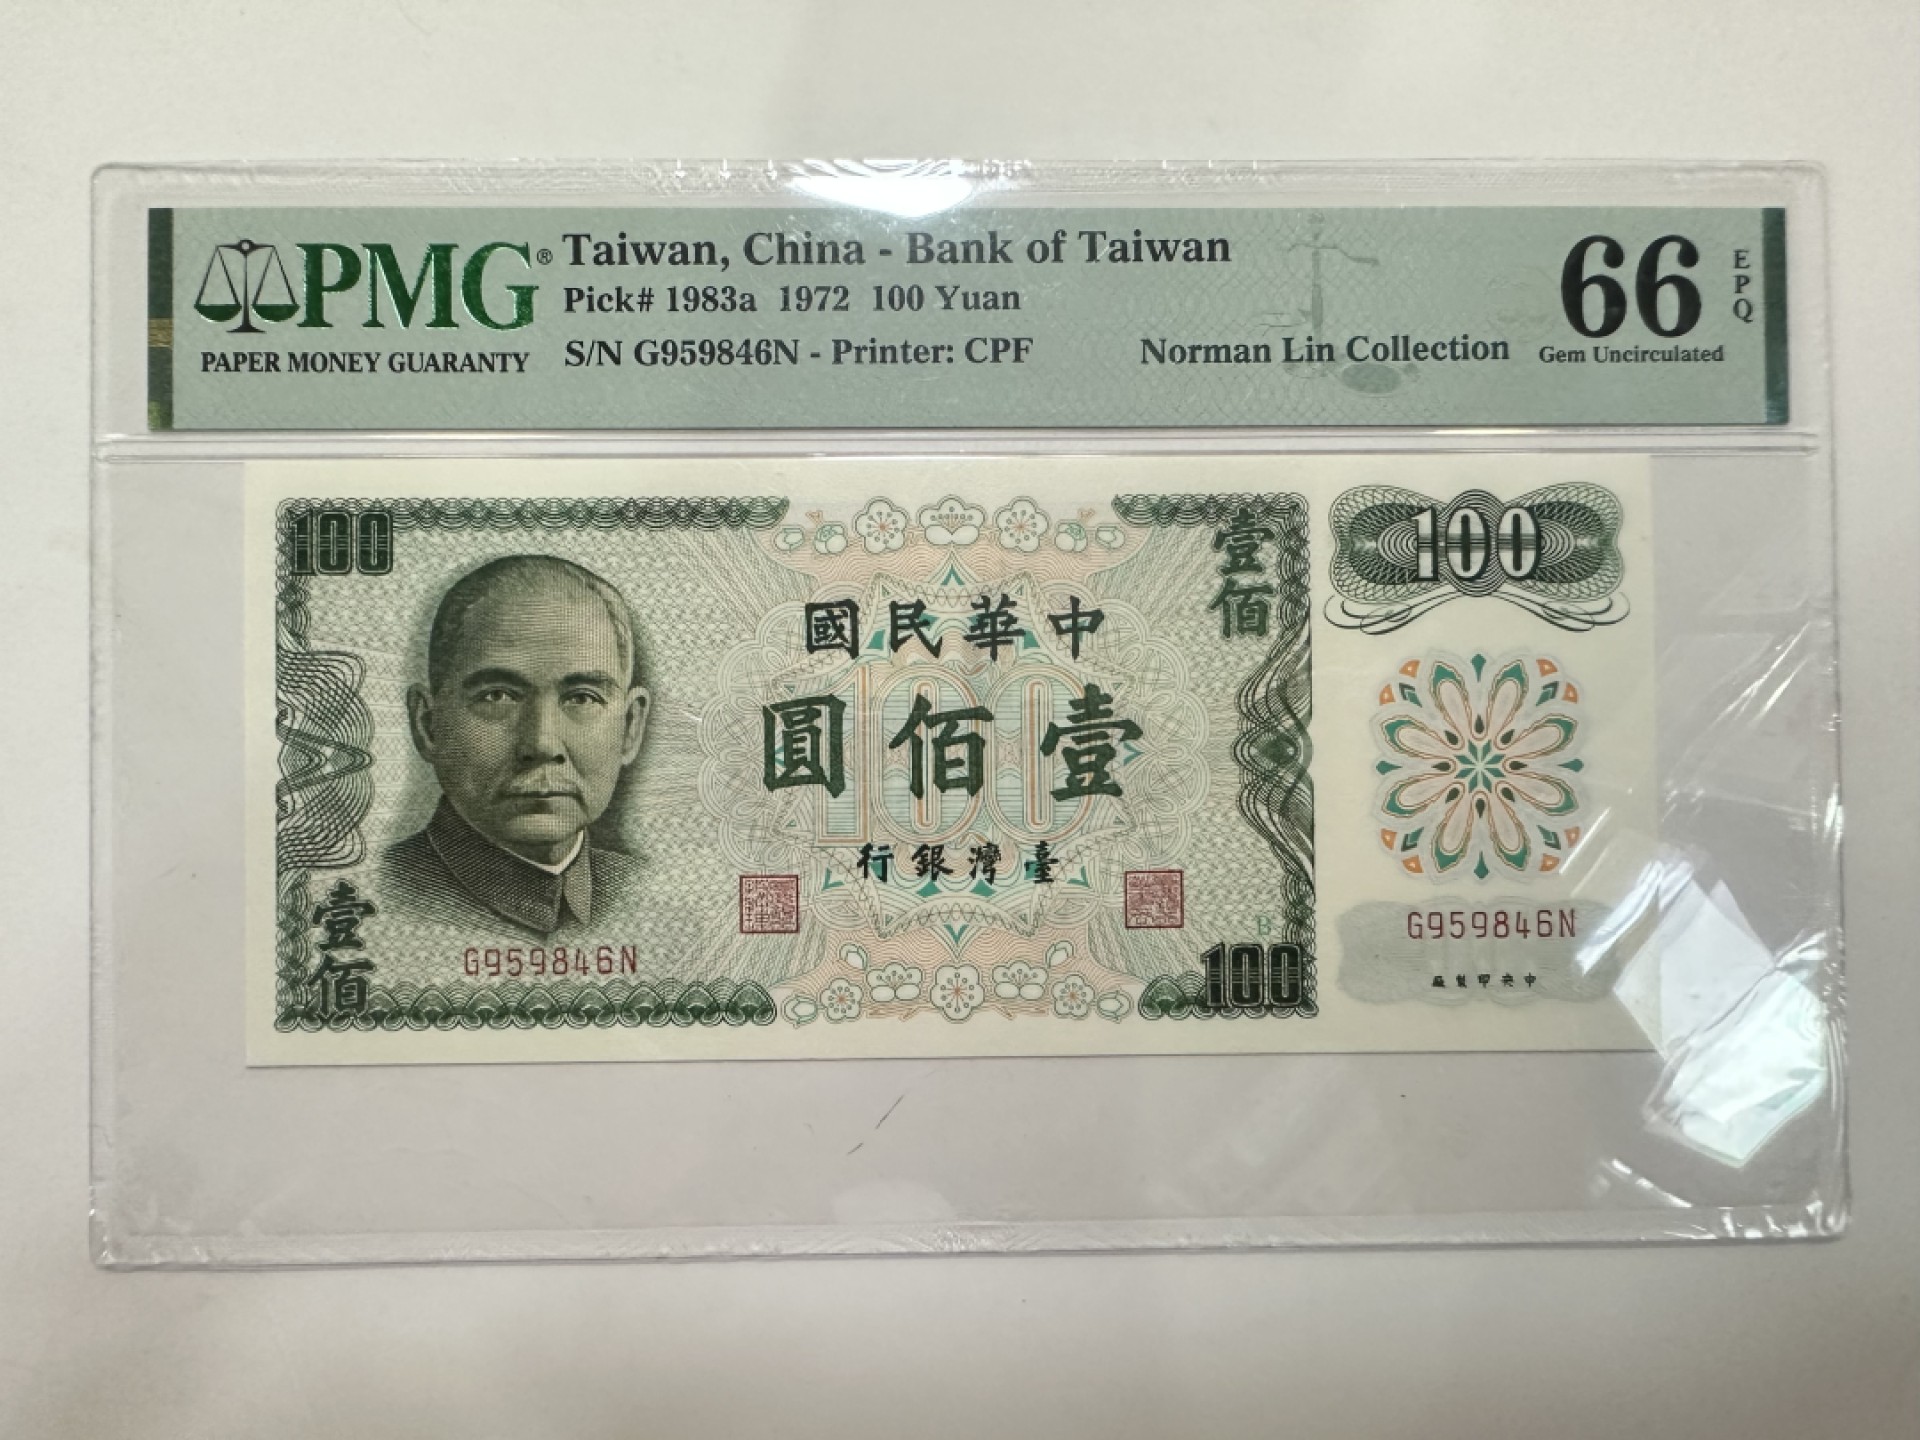 PMG®
PAPER MONEY GUARANTY
Taiwan, China - Bank of Taiwan
Pick# 1983a 1972 100 Yuan
S/N G959846N - Printer: CPF
Norman Lin Collection
66
EPQ
Gem Uncirculated
100
壹佰
100
國民華中
100
圓佰壹
行銀灣臺
B
壹佰
G959846N
100
G959846N
廠製印央中